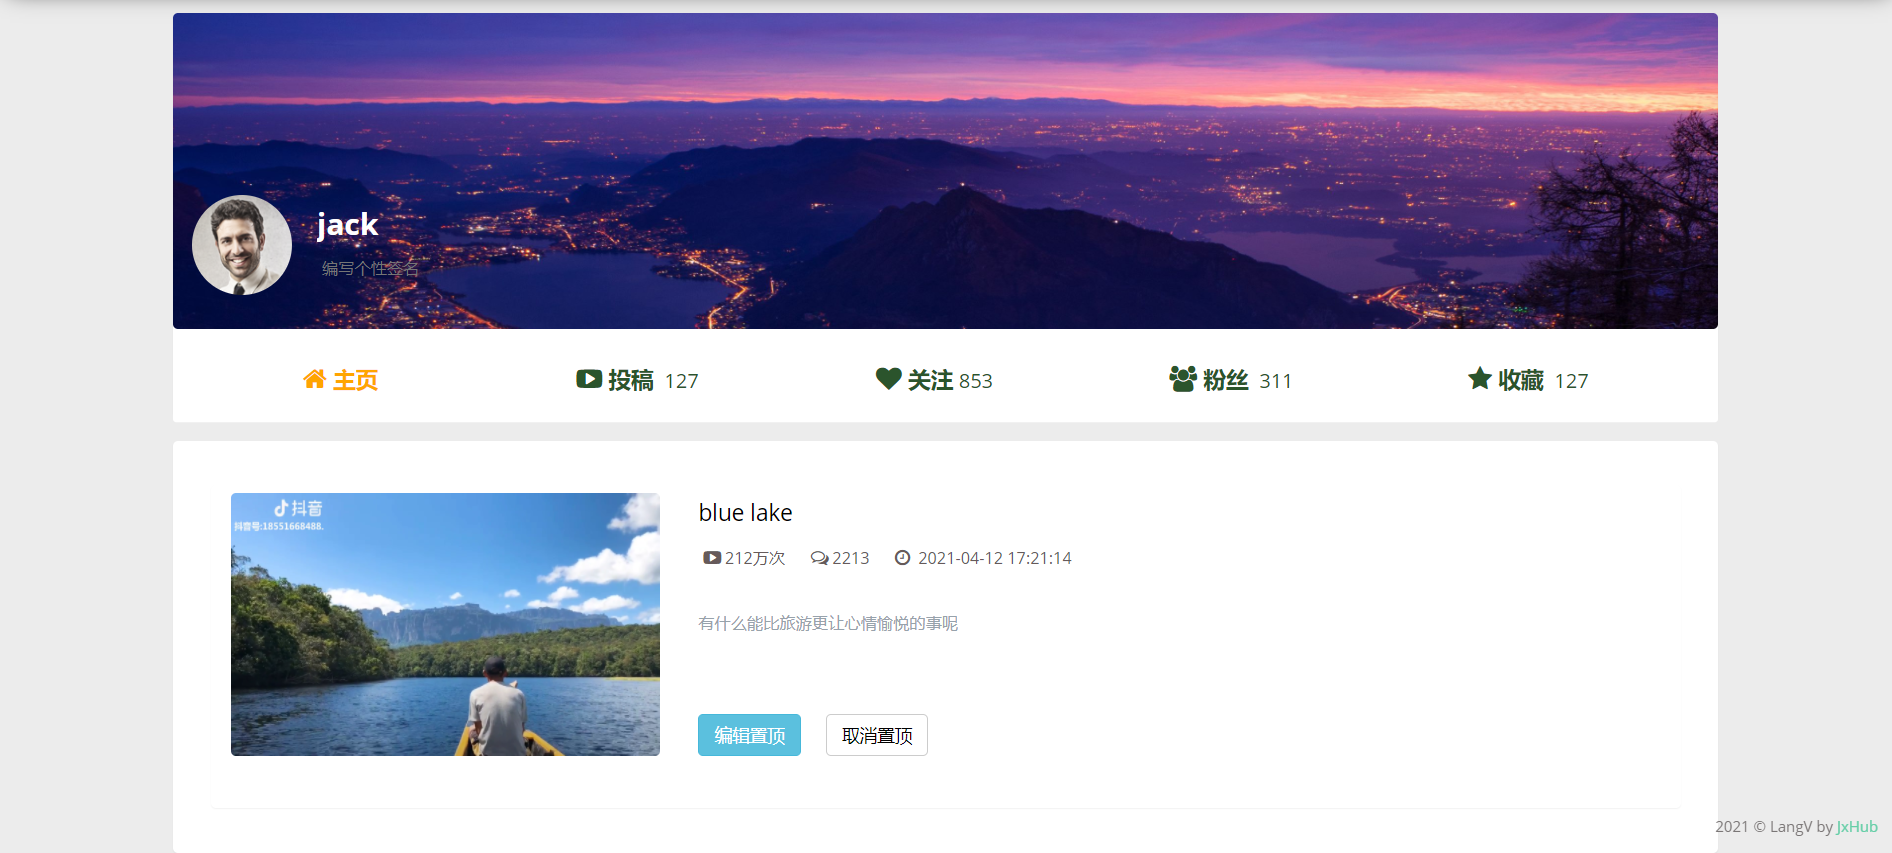 jack
编写个性签名
主页
投稿 127
关注 853
粉丝 311
收藏 127
抖音
抖音号:18551668488.
blue lake
212万次 2213 2021-04-12 17:21:14
有什么能比旅游更让心情愉悦的事呢
编辑置顶 取消置顶
2021 © LangV by JxHub